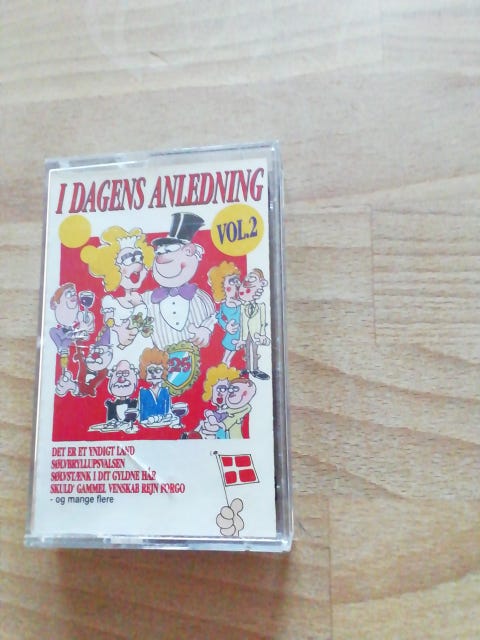 I DAGENS ANLEDNING
VOL.2
25
DET ER ET YNDIGT LAND
SØLVBRYLLUPSVALSEN
SØLVSTÆNK I DIT GYLDNE HÅR
SKULD' GAMMEL VENSKAB REJN FORGO
- og mange flere